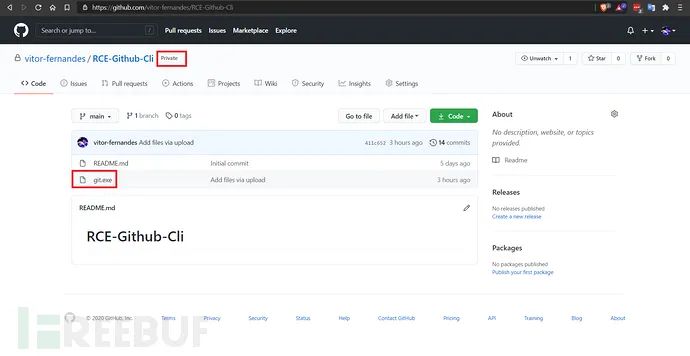 https://github.com/vitor-fernandes/RCE-Github-Cli
Search or jump to... / Pull requests Issues Marketplace Explore
vitor-fernandes / RCE-Github-Cli Private Unwatch 1 Star 0 Fork 0
Code Issues Pull requests Actions Projects Wiki Security Insights Settings
main 1 branch 0 tags Go to file Add file Code
vitor-fernandes Add files via upload 411c652 3 hours ago 14 commits
README.md Initial commit 5 days ago
git.exe Add files via upload 3 hours ago
README.md
RCE-Github-Cli
About
No description, website, or topics
provided.
Readme
Releases
No releases published
Create a new release
Packages
No packages published
Publish your first package
© 2020 GitHub, Inc. Terms Privacy Security Status Help Contact GitHub Pricing API Training Blog About
FREEBUF